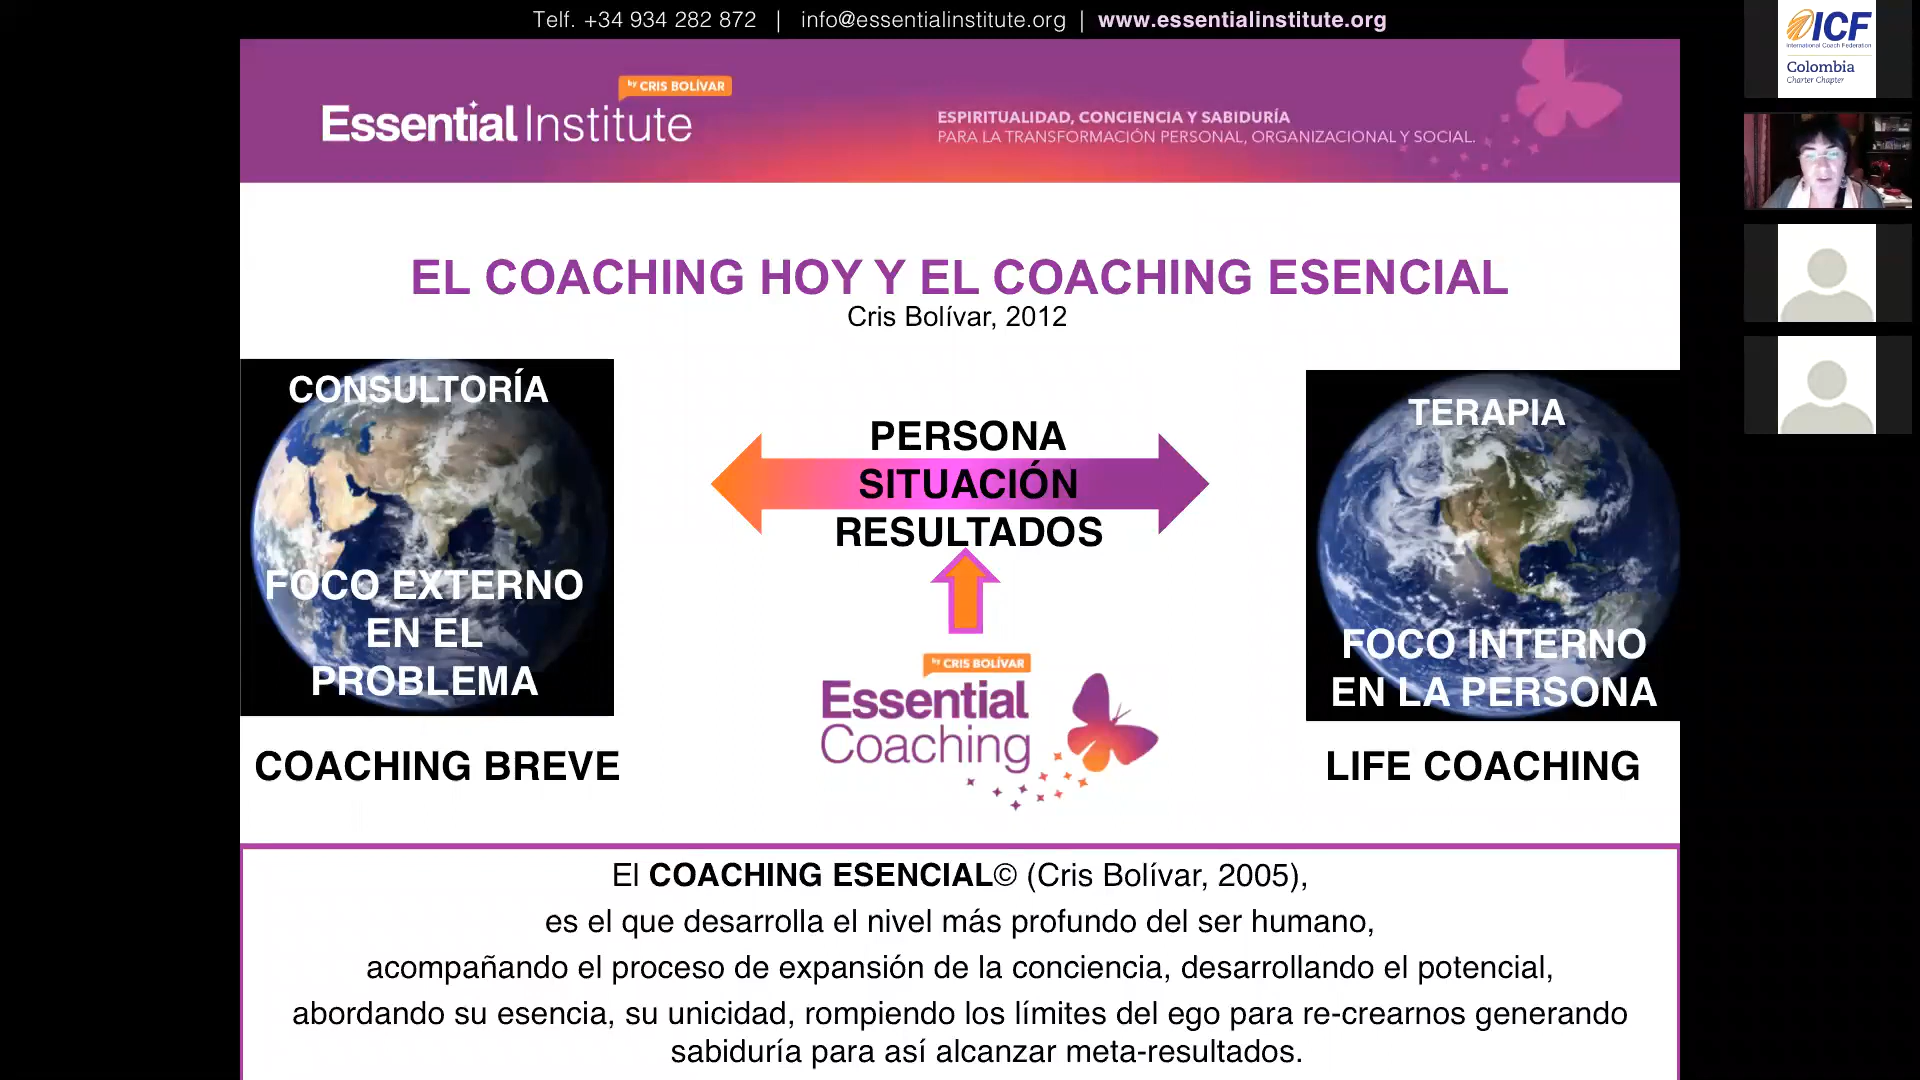 Telf. +34 934 282 872 | info@essentialinstitute.org | www.essentialinstitute.org
by CRIS BOLÍVAR
Essential Institute
ESPIRITUALIDAD, CONCIENCIA Y SABIDURÍA
PARA LA TRANSFORMACIÓN PERSONAL, ORGANIZACIONAL Y SOCIAL.
ICF
International Coach Federation
Colombia
Charter Chapter
EL COACHING HOY Y EL COACHING ESENCIAL
Cris Bolívar, 2012
CONSULTORÍA
FOCO EXTERNO
EN EL
PROBLEMA
COACHING BREVE
PERSONA
SITUACIÓN
RESULTADOS
by CRIS BOLÍVAR
Essential
Coaching
TERAPIA
FOCO INTERNO
EN LA PERSONA
LIFE COACHING
El COACHING ESENCIAL© (Cris Bolívar, 2005),
es el que desarrolla el nivel más profundo del ser humano,
acompañando el proceso de expansión de la conciencia, desarrollando el potencial,
abordando su esencia, su unicidad, rompiendo los límites del ego para re-crearnos generando
sabiduría para así alcanzar meta-resultados.